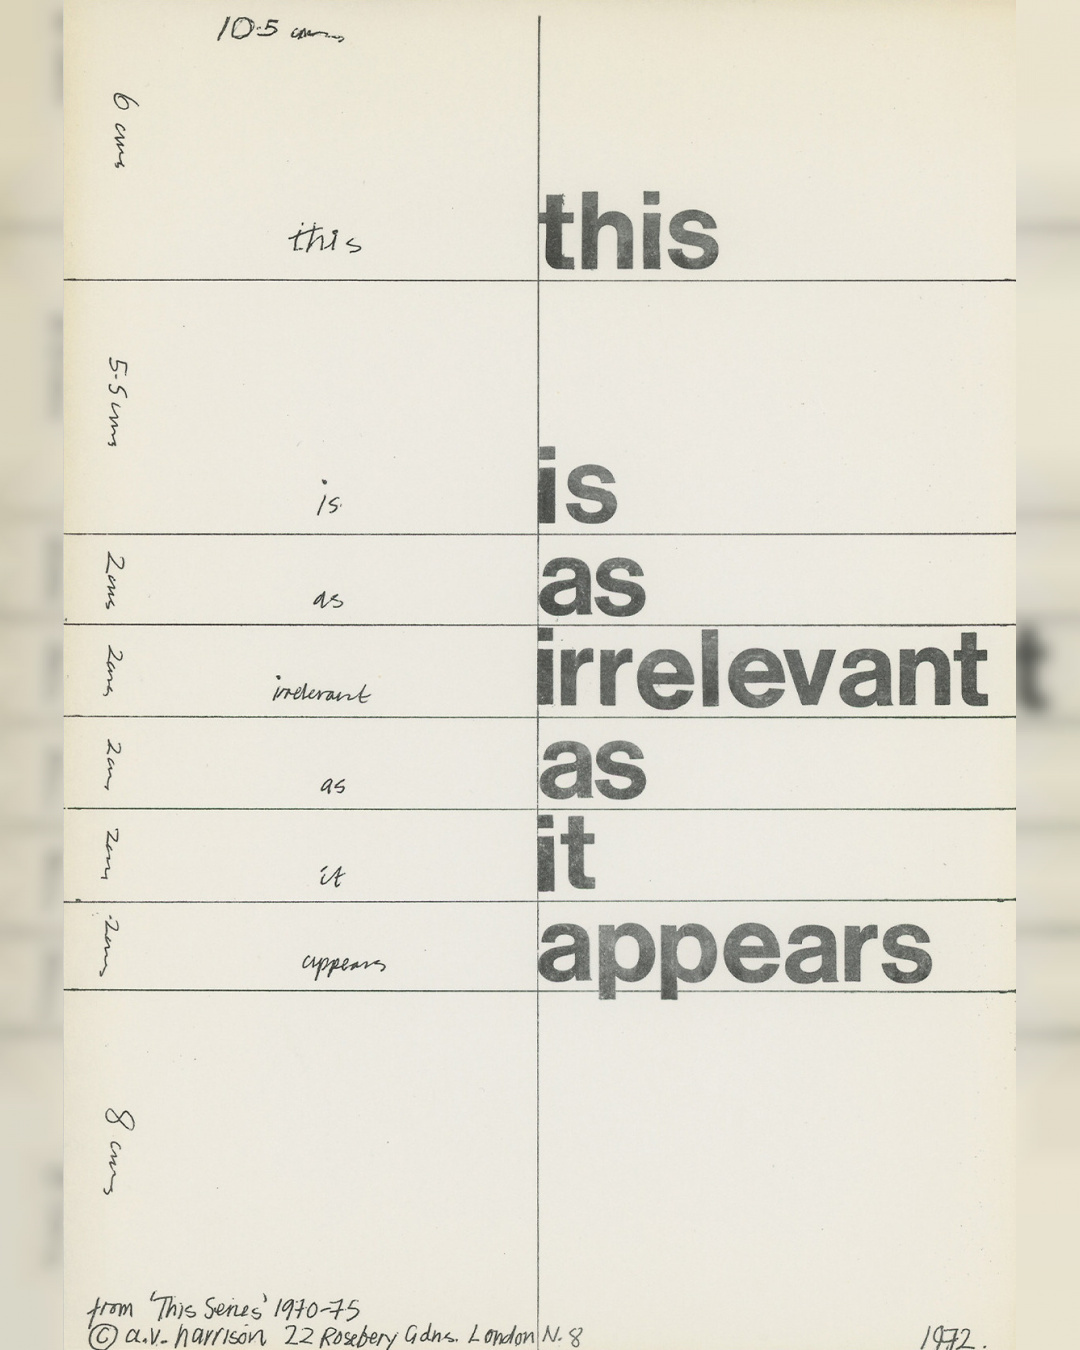 10.5 cms
6 cms
this this
5.5 cms
is is
2cms
as as
2cms
irrelevant irrelevant
2cms
as as
2cms
it it
2cms
appears appears
8 cms
from 'This Series' 1970-75
© a.v. harrison 22 Rosebery Gdns. London N.8 1972.